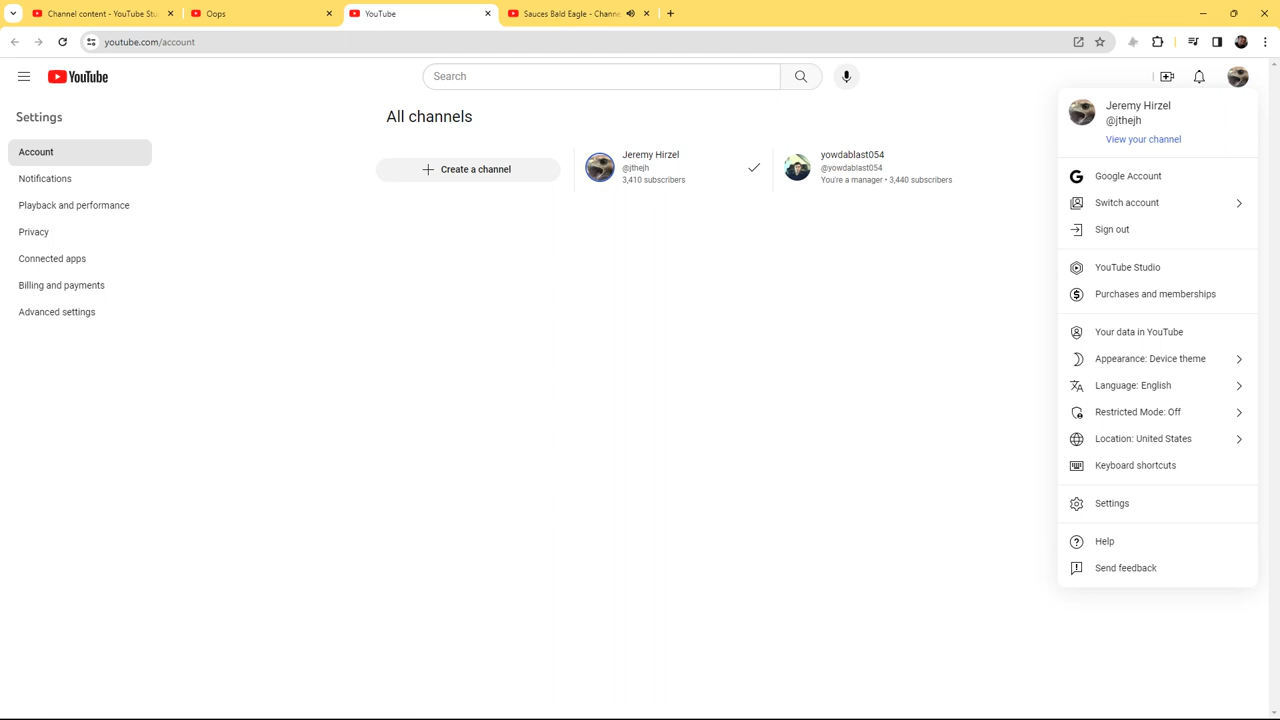 Channel content - YouTube Stu
Oops
YouTube
Sauces Bald Eagle - Channe
youtube.com/account
YouTube
Search
Settings
Account
Notifications
Playback and performance
Privacy
Connected apps
Billing and payments
Advanced settings
All channels
Create a channel
Jeremy Hirzel
@jthejh
3,410 subscribers
yowdablast054
@yowdablast054
You're a manager • 3,440 subscribers
Jeremy Hirzel
@jthejh
View your channel
Google Account
Switch account
Sign out
YouTube Studio
Purchases and memberships
Your data in YouTube
Appearance: Device theme
Language: English
Restricted Mode: Off
Location: United States
Keyboard shortcuts
Settings
Help
Send feedback